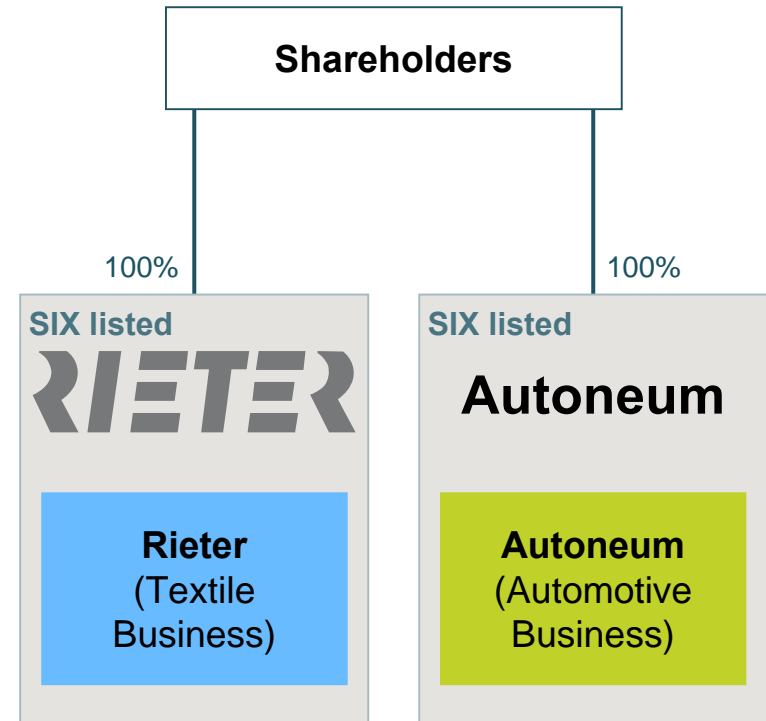 Shareholders
100%
100%
SIX listed
SIX listed
RIETER
Autoneum
Rieter
(Textile
Business)
Autoneum
(Automotive
Business)